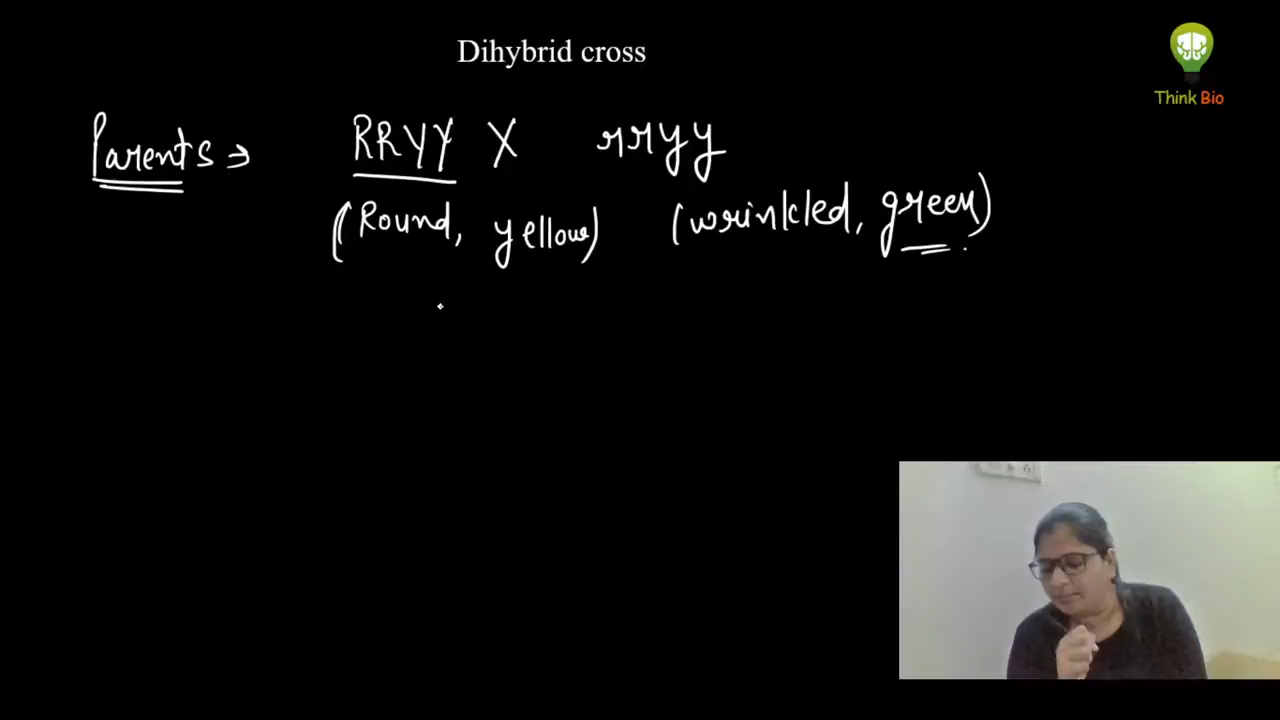 Dihybrid cross
Think Bio
Parents ⇒ RRYY X rryy
(Round, yellow) (wrinkled, green)